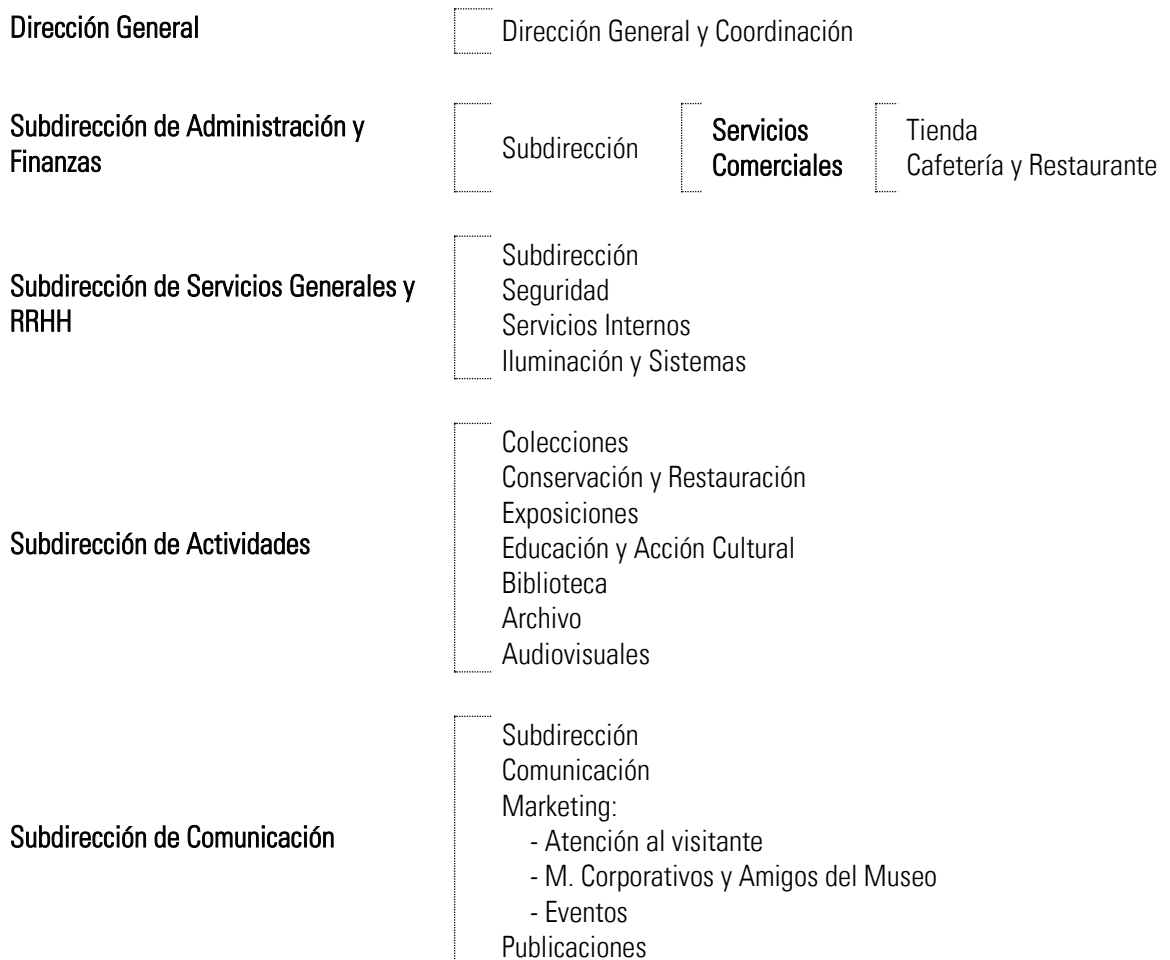 Dirección General
Dirección General y Coordinación
Subdirección de Administración y
Finanzas
Subdirección
Servicios
Comerciales
Tienda
Cafetería y Restaurante
Subdirección de Servicios Generales y
RRHH
Subdirección
Seguridad
Servicios Internos
Iluminación y Sistemas
Subdirección de Actividades
Colecciones
Conservación y Restauración
Exposiciones
Educación y Acción Cultural
Biblioteca
Archivo
Audiovisuales
Subdirección de Comunicación
Subdirección
Comunicación
Marketing:
- Atención al visitante
- M. Corporativos y Amigos del Museo
- Eventos
Publicaciones